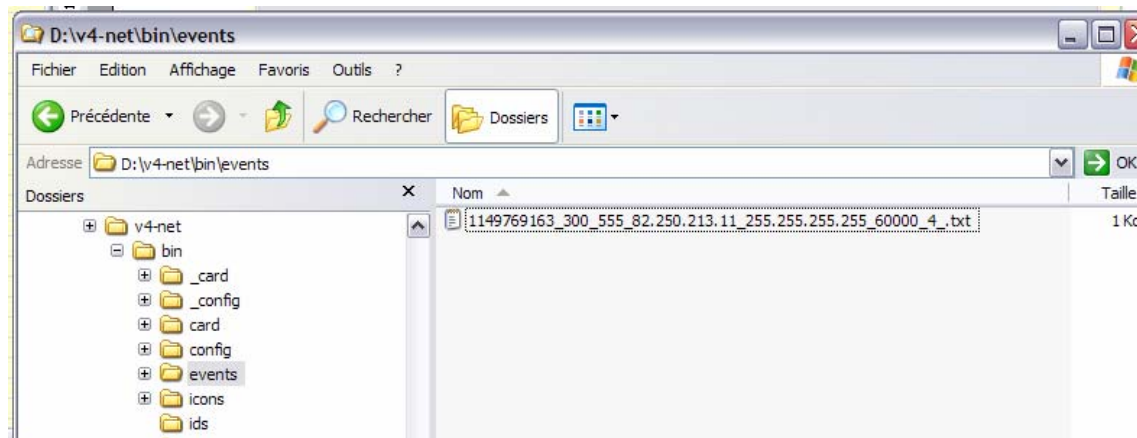 D:\v4-net\bin\events
Fichier Edition Affichage Favoris Outils ?
Précédente Rechercher Dossiers
Adresse D:\v4-net\bin\events OK
Dossiers Nom Taille
v4-net 1149769163_300_555_82.250.213.11_255.255.255.255_60000_4_.txt 1 Ko
bin
_card
_config
card
config
events
icons
ids